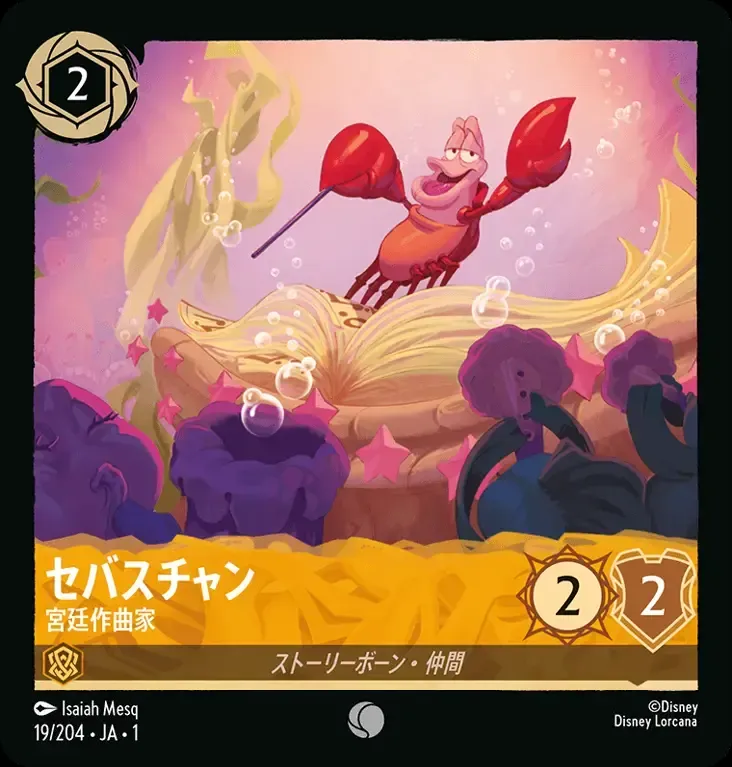 2
セバスチャン
宮廷作曲家
2 2
ストーリーボーン・仲間
Isaiah Mesq
19/204・JA・1
©Disney
Disney Lorcana